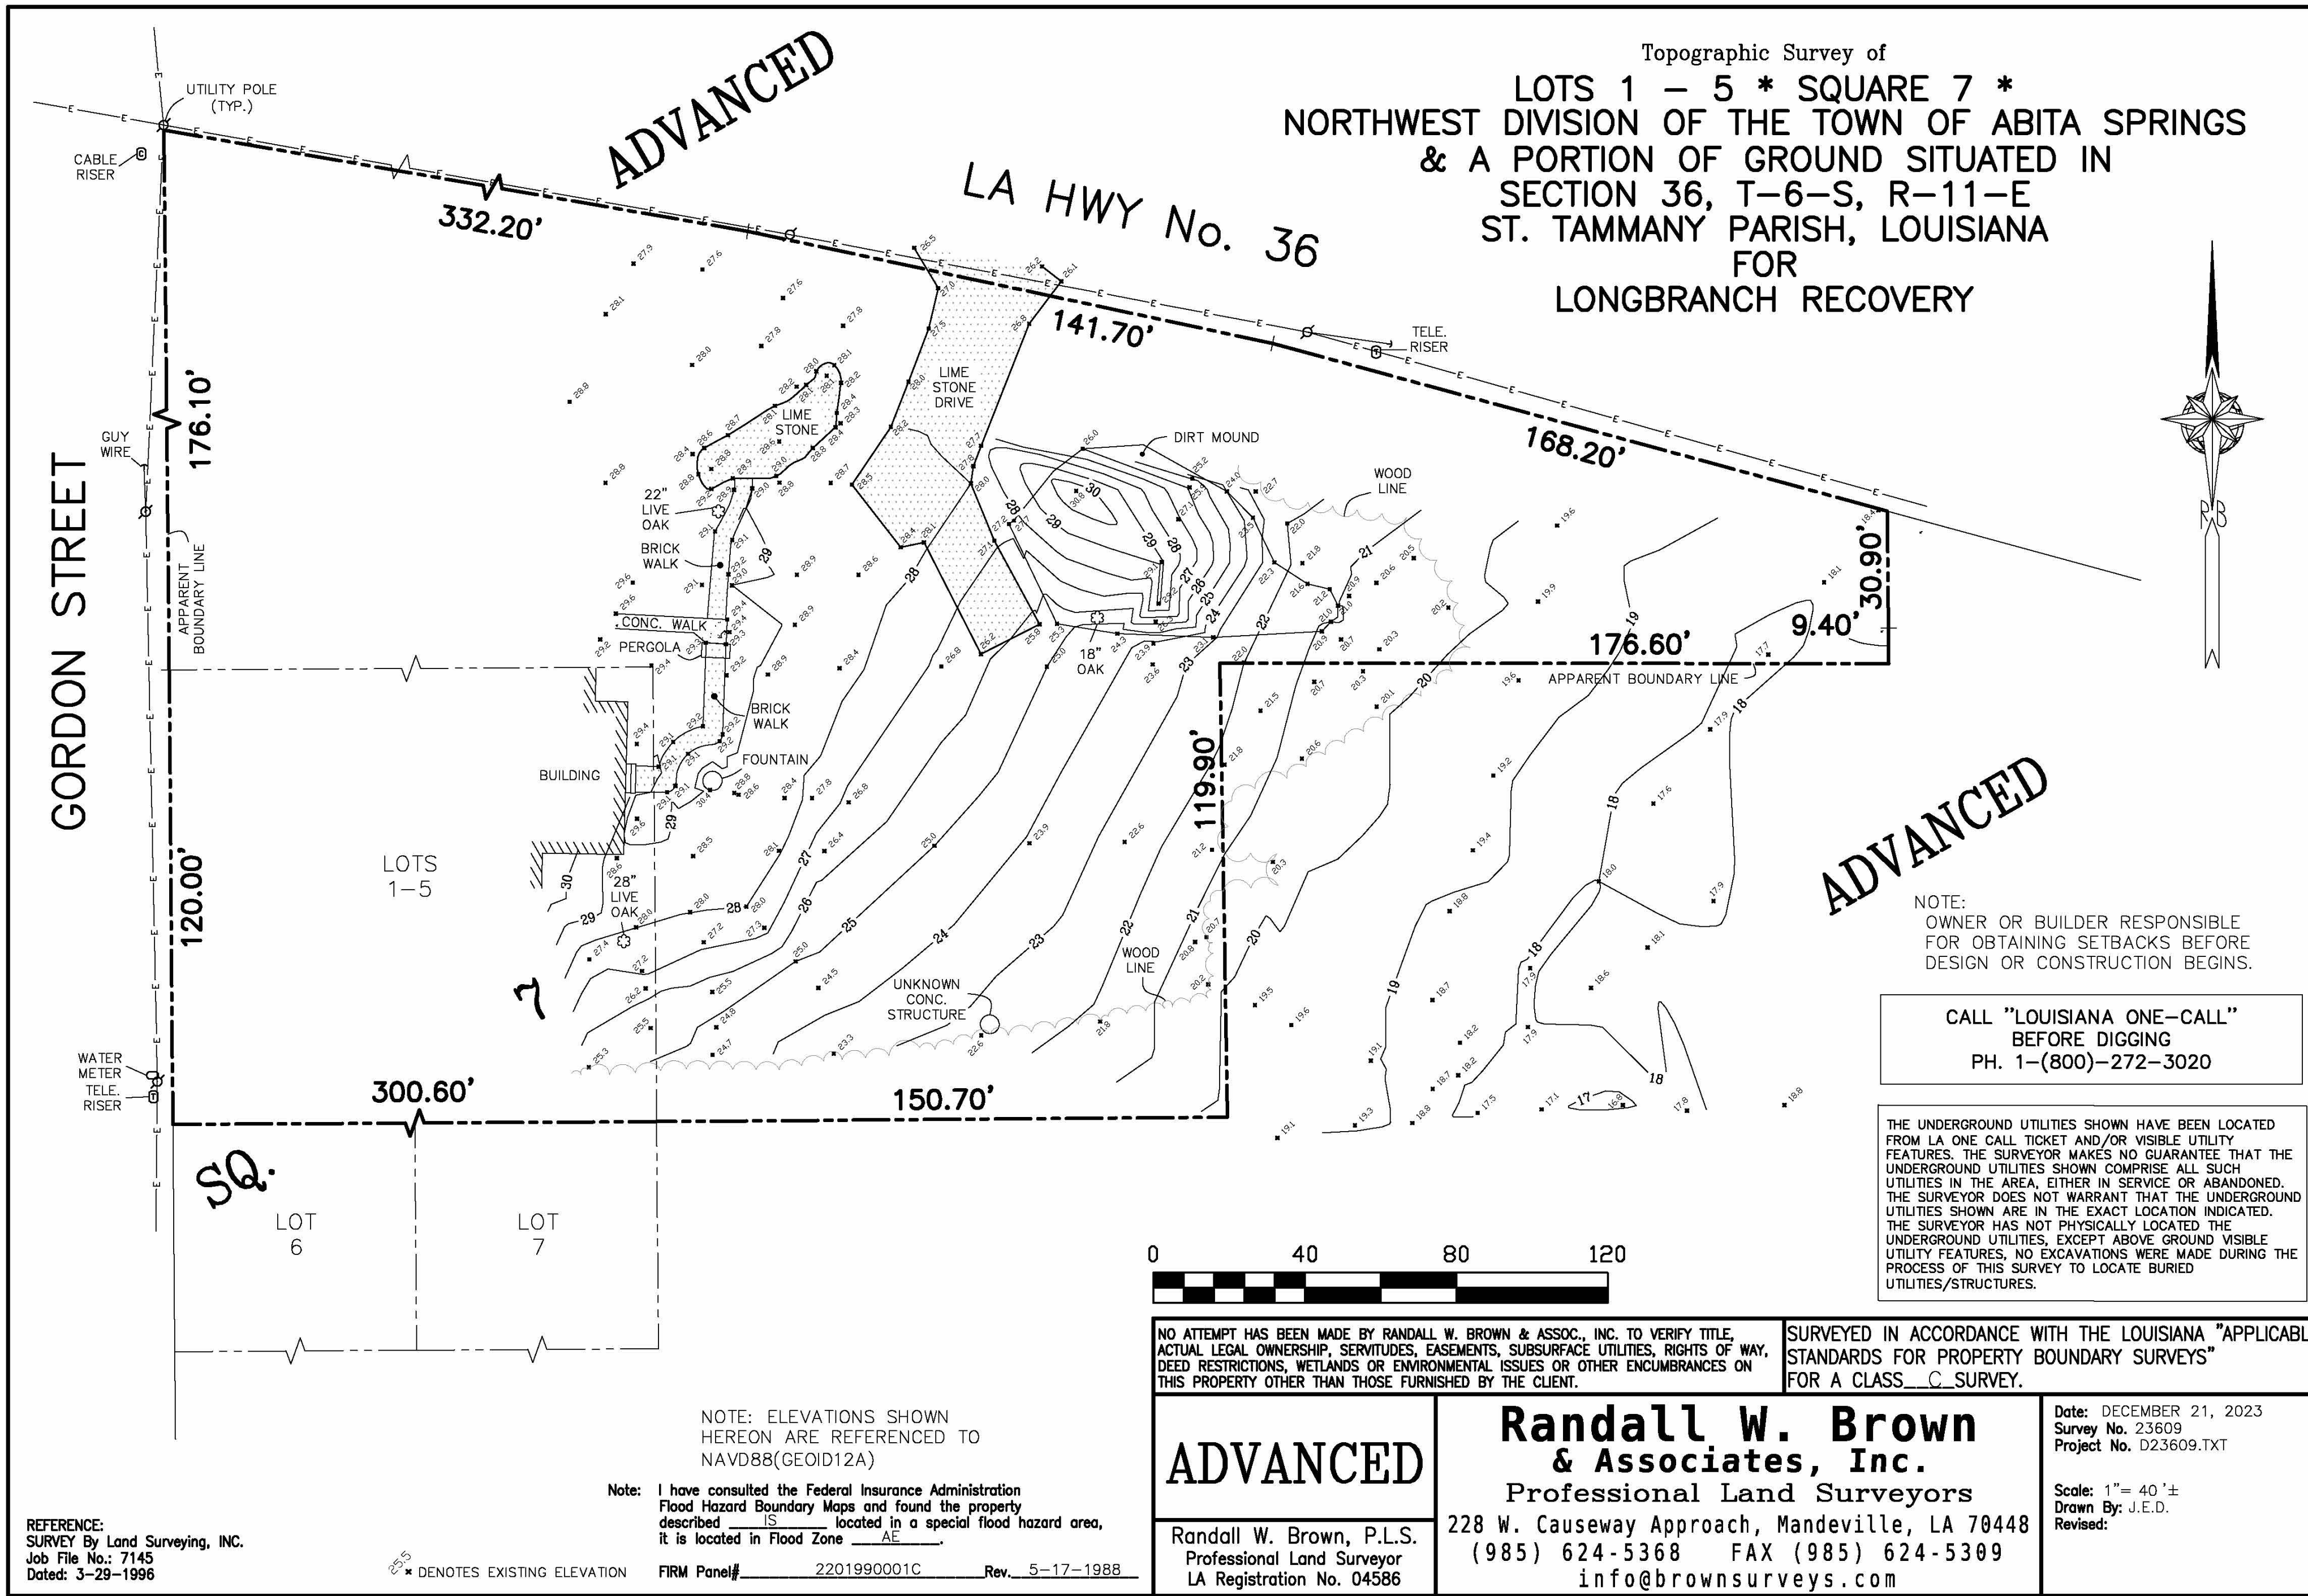 Topographic Survey of
LOTS 1 - 5 * SQUARE 7 *
NORTHWEST DIVISION OF THE TOWN OF ABITA SPRINGS
& A PORTION OF GROUND SITUATED IN
SECTION 36, T-6-S, R-11-E
ST. TAMMANY PARISH, LOUISIANA
FOR
LONGBRANCH RECOVERY
ADVANCED
LA HWY No. 36
UTILITY POLE
(TYP.)
CABLE
RISER
332.20'
141.70'
TELE.
RISER
168.20'
176.10'
GUY
WIRE
GORDON STREET
APPARENT
BOUNDARY LINE
LIME
STONE
DRIVE
LIME
STONE
DIRT MOUND
WOOD
LINE
22"
LIVE
OAK
BRICK
WALK
CONC. WALK
PERGOLA
18"
OAK
30.90'
9.40'
176.60'
APPARENT BOUNDARY LINE
BRICK
WALK
FOUNTAIN
BUILDING
119.90'
120.00'
LOTS
1-5
28"
LIVE
OAK
7
WOOD
LINE
UNKNOWN
CONC.
STRUCTURE
ADVANCED
NOTE:
OWNER OR BUILDER RESPONSIBLE
FOR OBTAINING SETBACKS BEFORE
DESIGN OR CONSTRUCTION BEGINS.
CALL "LOUISIANA ONE-CALL"
BEFORE DIGGING
PH. 1-(800)-272-3020
WATER
METER
TELE.
RISER
300.60'
150.70'
SQ.
LOT
6
LOT
7
THE UNDERGROUND UTILITIES SHOWN HAVE BEEN LOCATED
FROM LA ONE CALL TICKET AND/OR VISIBLE UTILITY
FEATURES. THE SURVEYOR MAKES NO GUARANTEE THAT THE
UNDERGROUND UTILITIES SHOWN COMPRISE ALL SUCH
UTILITIES IN THE AREA, EITHER IN SERVICE OR ABANDONED.
THE SURVEYOR DOES NOT WARRANT THAT THE UNDERGROUND
UTILITIES SHOWN ARE IN THE EXACT LOCATION INDICATED.
THE SURVEYOR HAS NOT PHYSICALLY LOCATED THE
UNDERGROUND UTILITIES, EXCEPT ABOVE GROUND VISIBLE
UTILITY FEATURES, NO EXCAVATIONS WERE MADE DURING THE
PROCESS OF THIS SURVEY TO LOCATE BURIED
UTILITIES/STRUCTURES.
0 40 80 120
NO ATTEMPT HAS BEEN MADE BY RANDALL W. BROWN & ASSOC., INC. TO VERIFY TITLE,
ACTUAL LEGAL OWNERSHIP, SERVITUDES, EASEMENTS, SUBSURFACE UTILITIES, RIGHTS OF WAY,
DEED RESTRICTIONS, WETLANDS OR ENVIRONMENTAL ISSUES OR OTHER ENCUMBRANCES ON
THIS PROPERTY OTHER THAN THOSE FURNISHED BY THE CLIENT.
SURVEYED IN ACCORDANCE WITH THE LOUISIANA "APPLICABL
STANDARDS FOR PROPERTY BOUNDARY SURVEYS"
FOR A CLASS__C_SURVEY.
NOTE: ELEVATIONS SHOWN
HEREON ARE REFERENCED TO
NAVD88(GEOID12A)
Note: I have consulted the Federal Insurance Administration
Flood Hazard Boundary Maps and found the property
described IS located in a special flood hazard area,
it is located in Flood Zone AE.
FIRM Panel# 2201990001C Rev. 5-17-1988
25.5 DENOTES EXISTING ELEVATION
REFERENCE:
SURVEY By Land Surveying, INC.
Job File No.: 7145
Dated: 3-29-1996
ADVANCED
Randall W. Brown, P.L.S.
Professional Land Surveyor
LA Registration No. 04586
Randall W. Brown
& Associates, Inc.
Professional Land Surveyors
228 W. Causeway Approach, Mandeville, LA 70448
(985) 624-5368 FAX (985) 624-5309
info@brownsurveys.com
Date: DECEMBER 21, 2023
Survey No. 23609
Project No. D23609.TXT
Scale: 1"= 40 '±
Drawn By: J.E.D.
Revised: